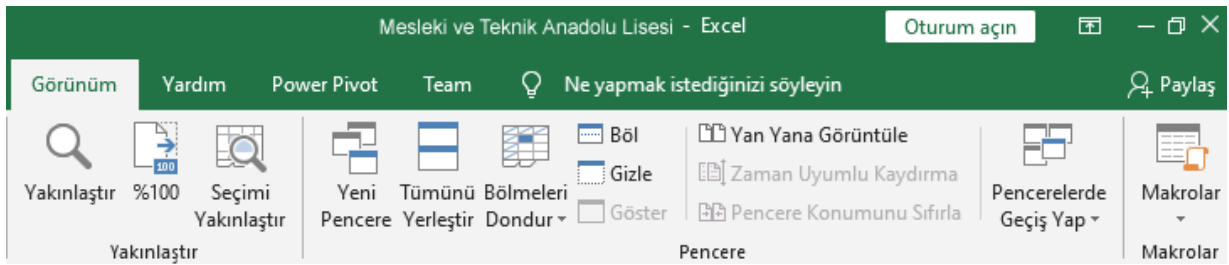 Mesleki ve Teknik Anadolu Lisesi - Excel
Oturum açın
Görünüm Yardım Power Pivot Team Ne yapmak istediğinizi söyleyin Paylaş
Yakınlaştır
100
%100
Seçimi
Yakınlaştır
Yakınlaştır
Yeni
Pencere
Tümünü
Yerleştir
Bölmeleri
Dondur
Böl
Gizle
Göster
Yan Yana Görüntüle
Zaman Uyumlu Kaydırma
Pencere Konumunu Sıfırla
Pencerelerde
Geçiş Yap
Pencere
Makrolar
Makrolar